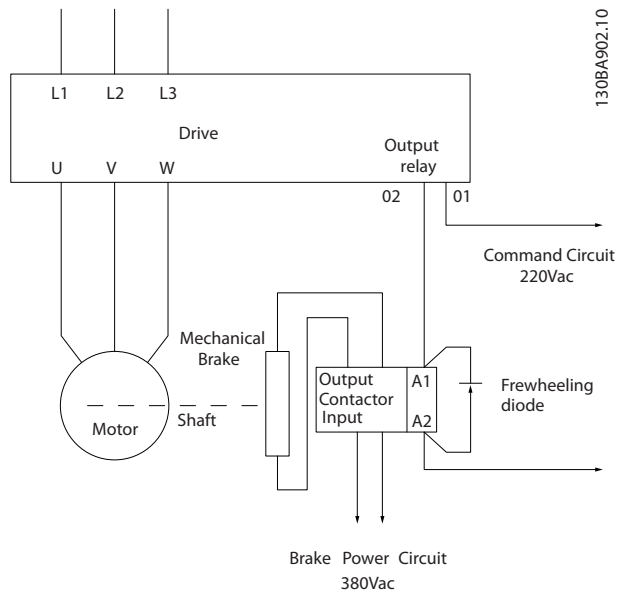 130BA902.10
L1 L2 L3
Drive
Output
relay
U V W
02 01
Command Circuit
220Vac
Mechanical
Brake
Output
Contactor
Input
A1
A2
Frewheeling
diode
Shaft
Motor
Brake Power Circuit
380Vac